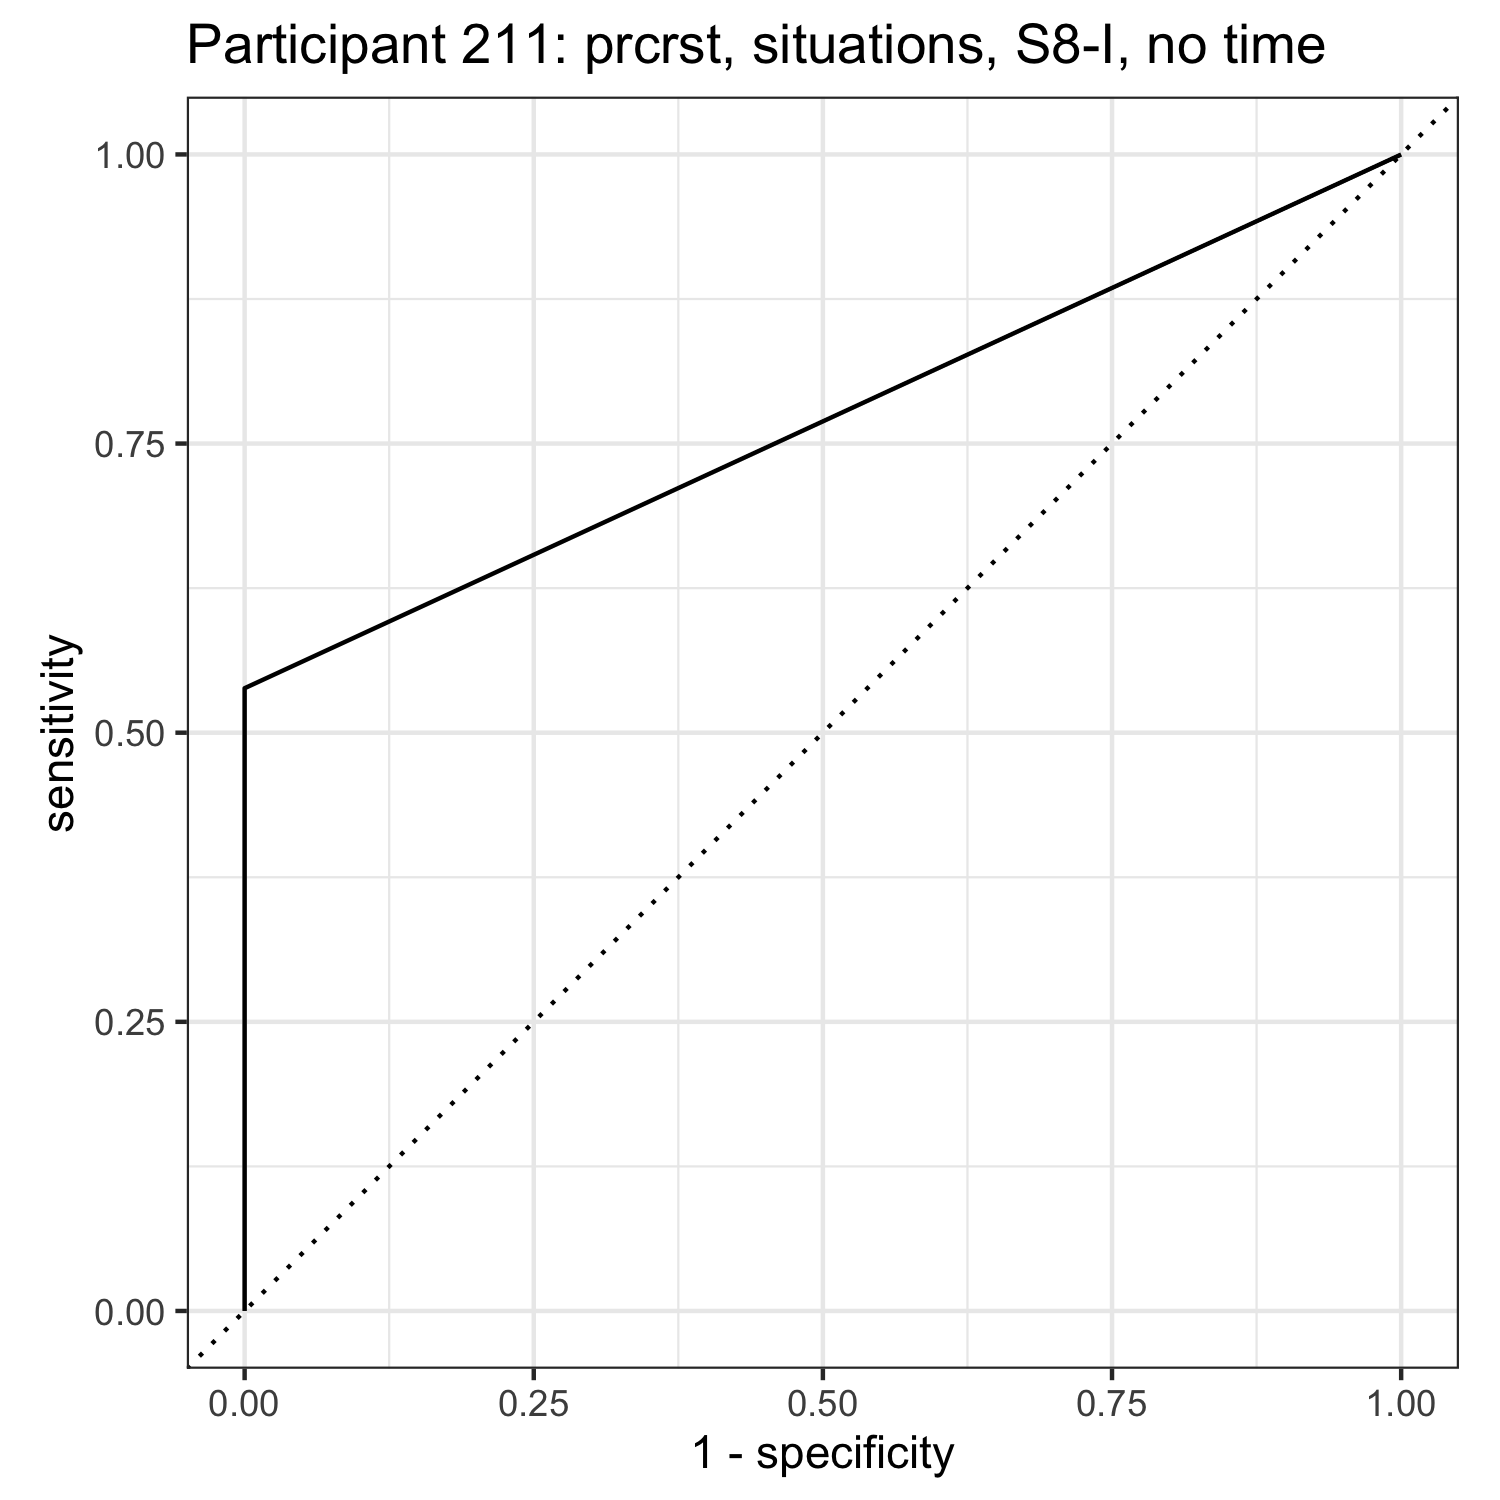 Participant 211: prcrst, situations, S8-I, no time
1.00
0.75
0.50
0.25
0.00
sensitivity
0.00 0.25 0.50 0.75 1.00
1 - specificity